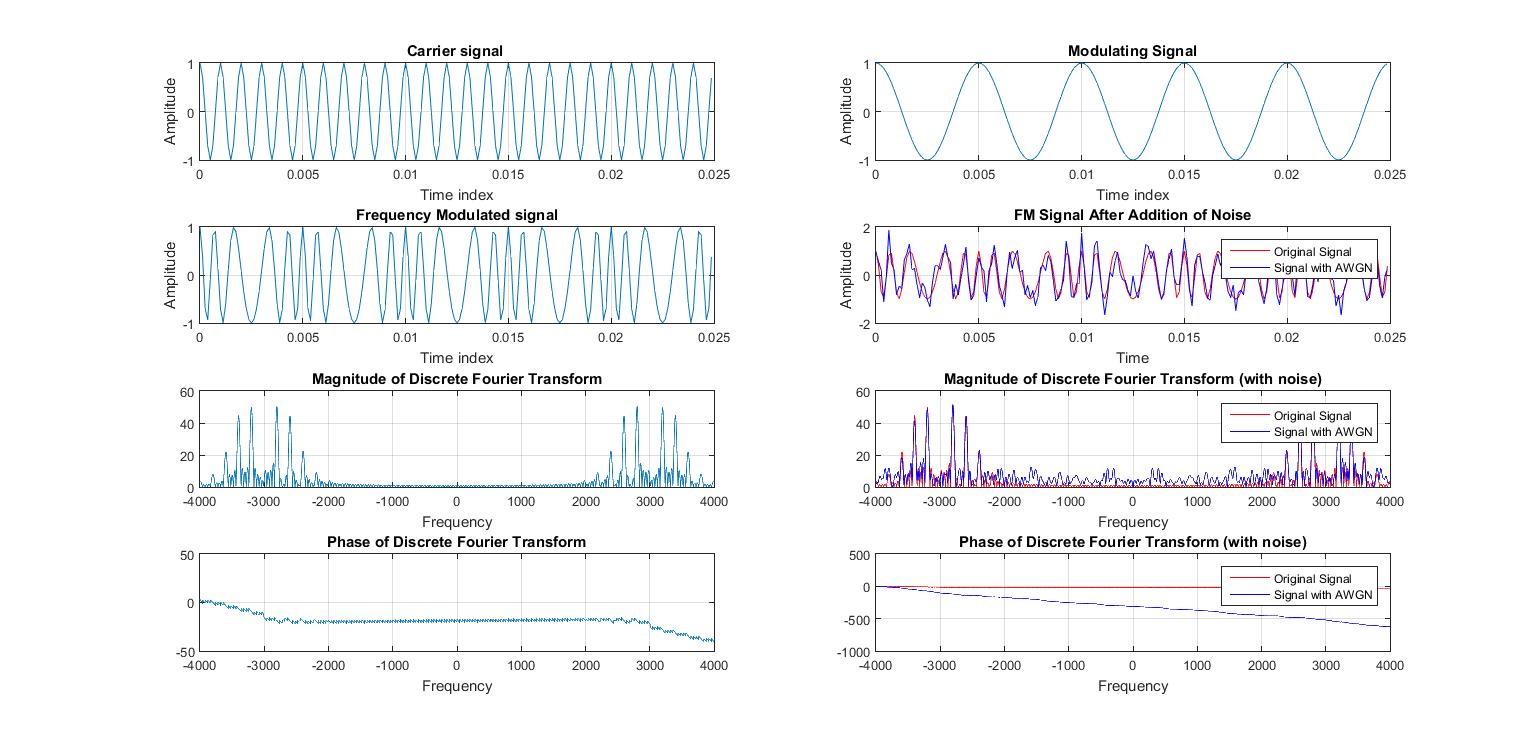 Carrier signal
1
0
-1
Amplitude
0 0.005 0.01 0.015 0.02 0.025
Time index
Modulating Signal
1
0
-1
Amplitude
0 0.005 0.01 0.015 0.02 0.025
Time index
Frequency Modulated signal
1
0
-1
Amplitude
0 0.005 0.01 0.015 0.02 0.025
Time index
FM Signal After Addition of Noise
2
0
-2
Amplitude
Original Signal
Signal with AWGN
0 0.005 0.01 0.015 0.02 0.025
Time
Magnitude of Discrete Fourier Transform
60
40
20
0
-4000 -3000 -2000 -1000 0 1000 2000 3000 4000
Frequency
Magnitude of Discrete Fourier Transform (with noise)
60
40
20
0
Original Signal
Signal with AWGN
-4000 -3000 -2000 -1000 0 1000 2000 3000 4000
Frequency
Phase of Discrete Fourier Transform
50
0
-50
-4000 -3000 -2000 -1000 0 1000 2000 3000 4000
Frequency
Phase of Discrete Fourier Transform (with noise)
500
0
-500
-1000
Original Signal
Signal with AWGN
-4000 -3000 -2000 -1000 0 1000 2000 3000 4000
Frequency